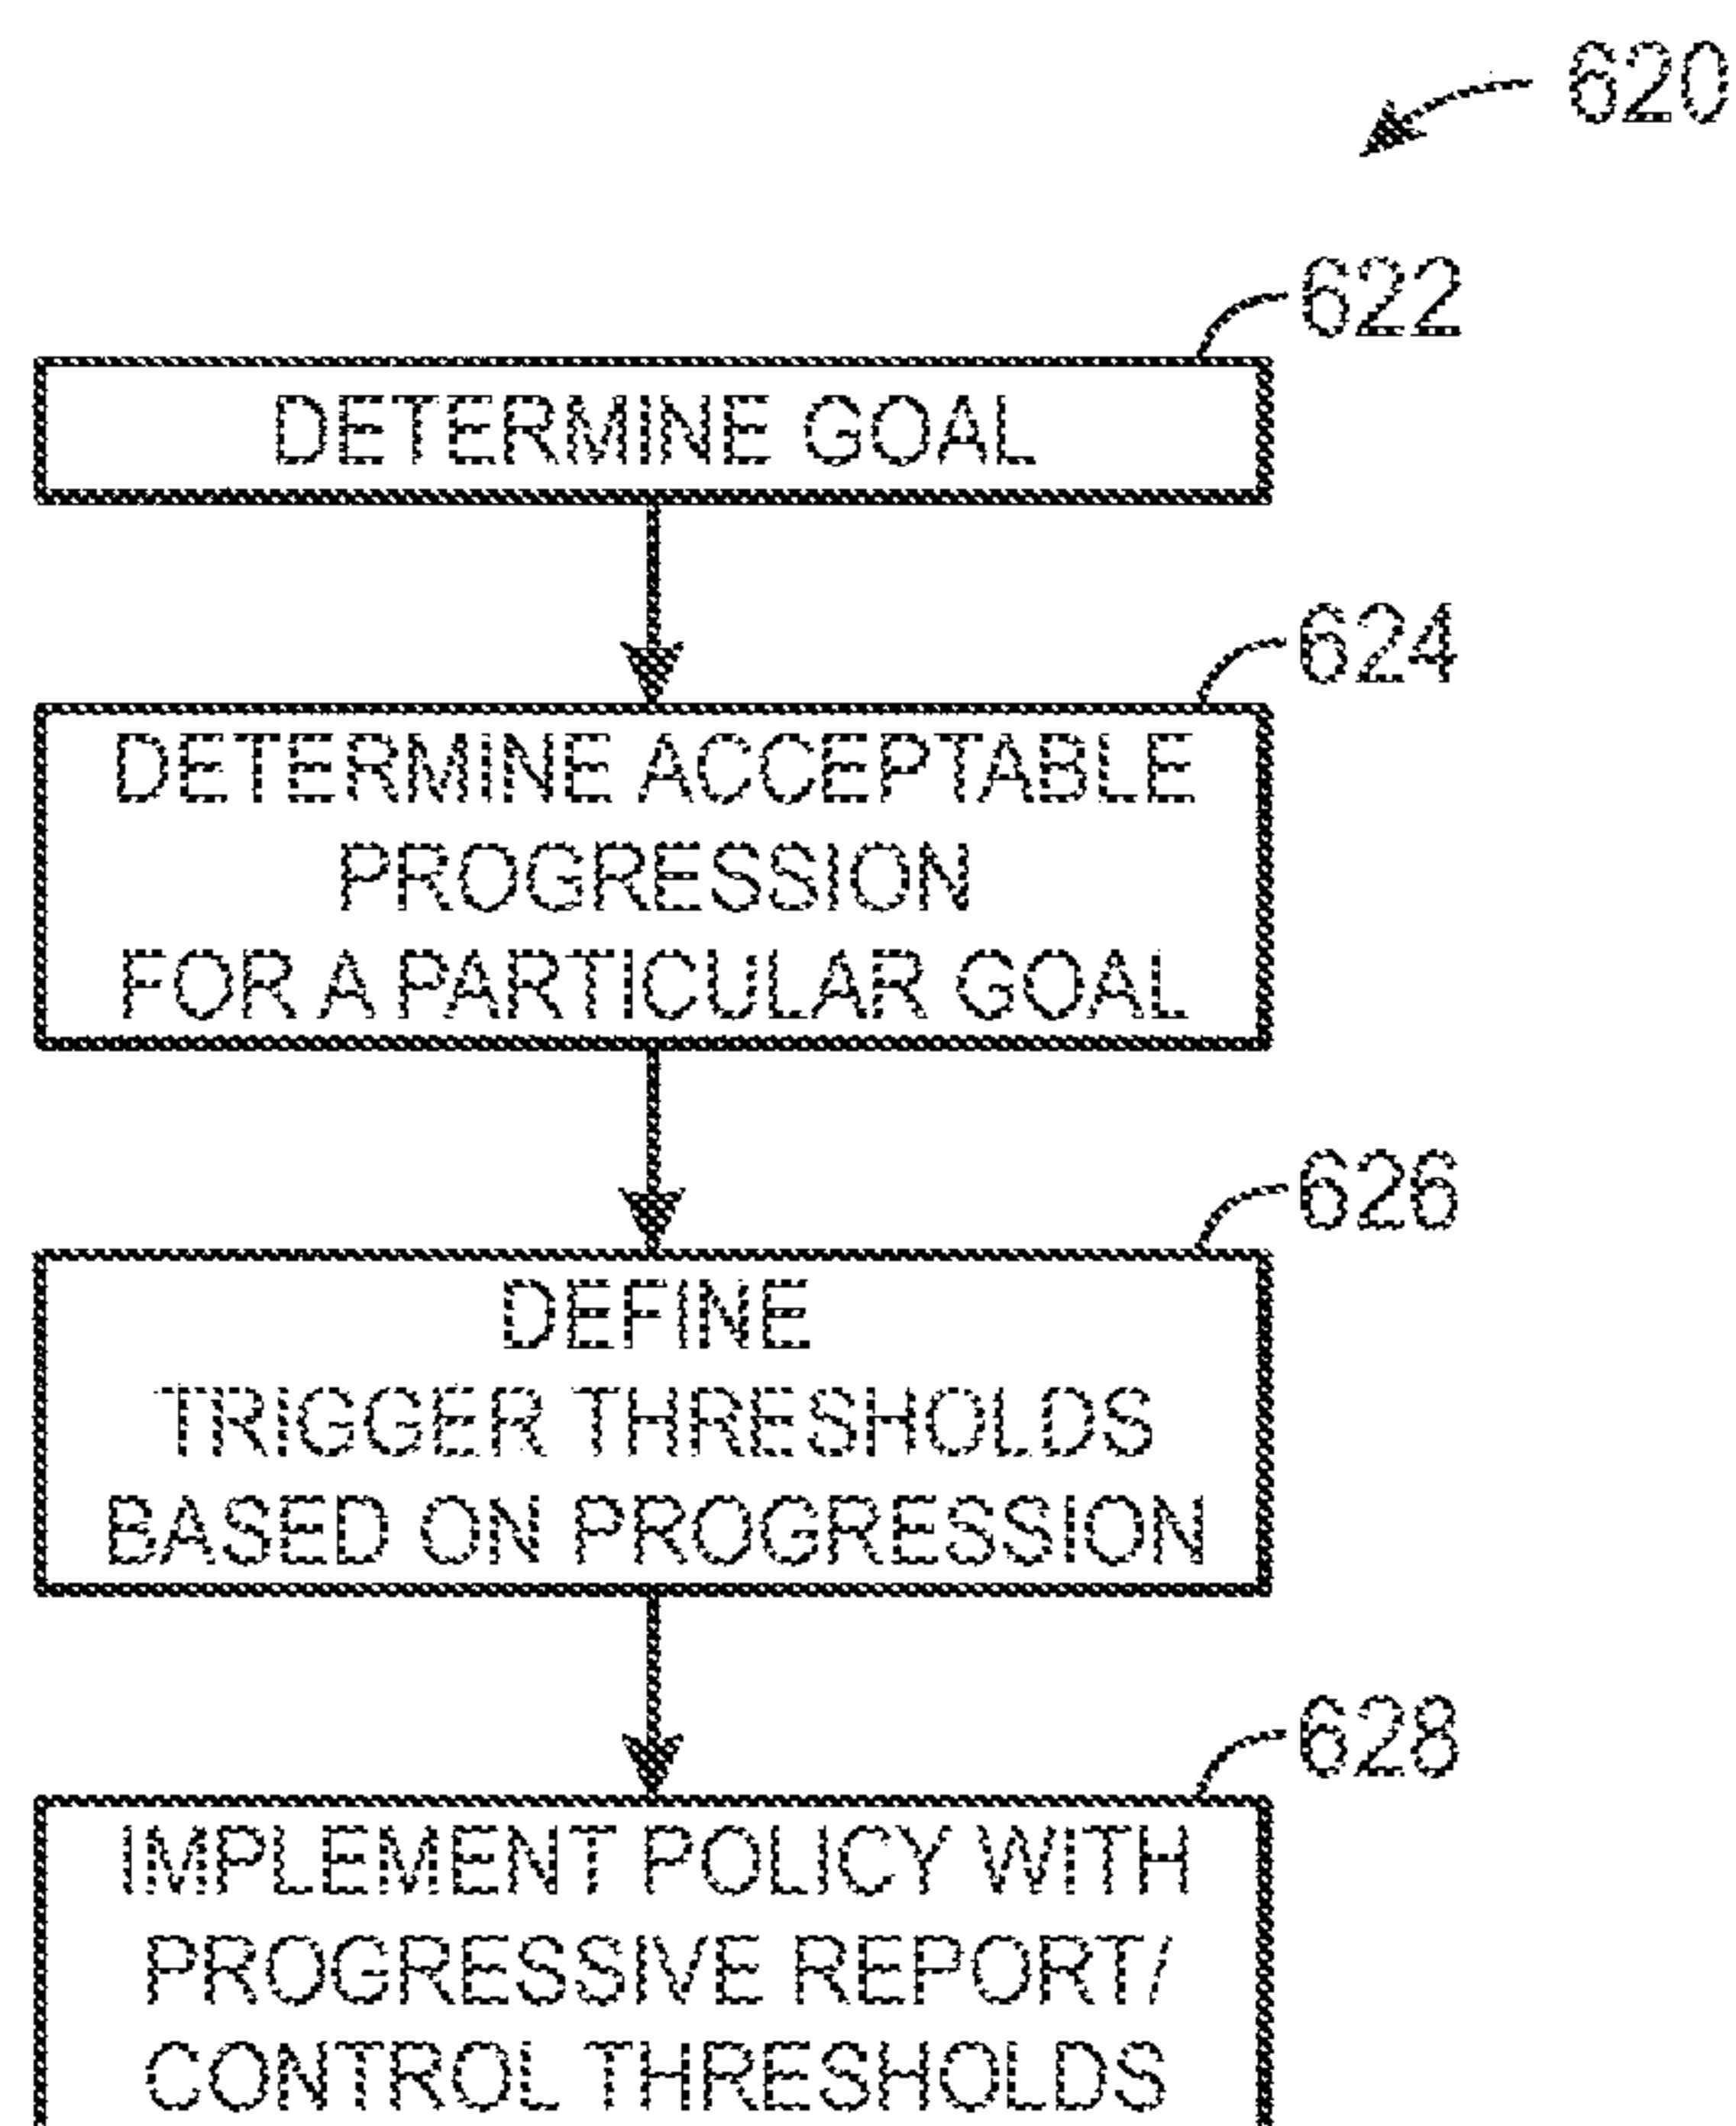 620
622
DETERMINE GOAL
624
DETERMINE ACCEPTABLE
PROGRESSION
FOR A PARTICULAR GOAL
626
DEFINE
TRIGGER THRESHOLDS
BASED ON PROGRESSION
628
IMPLEMENT POLICY WITH
PROGRESSIVE REPORT/
CONTROL THRESHOLDS